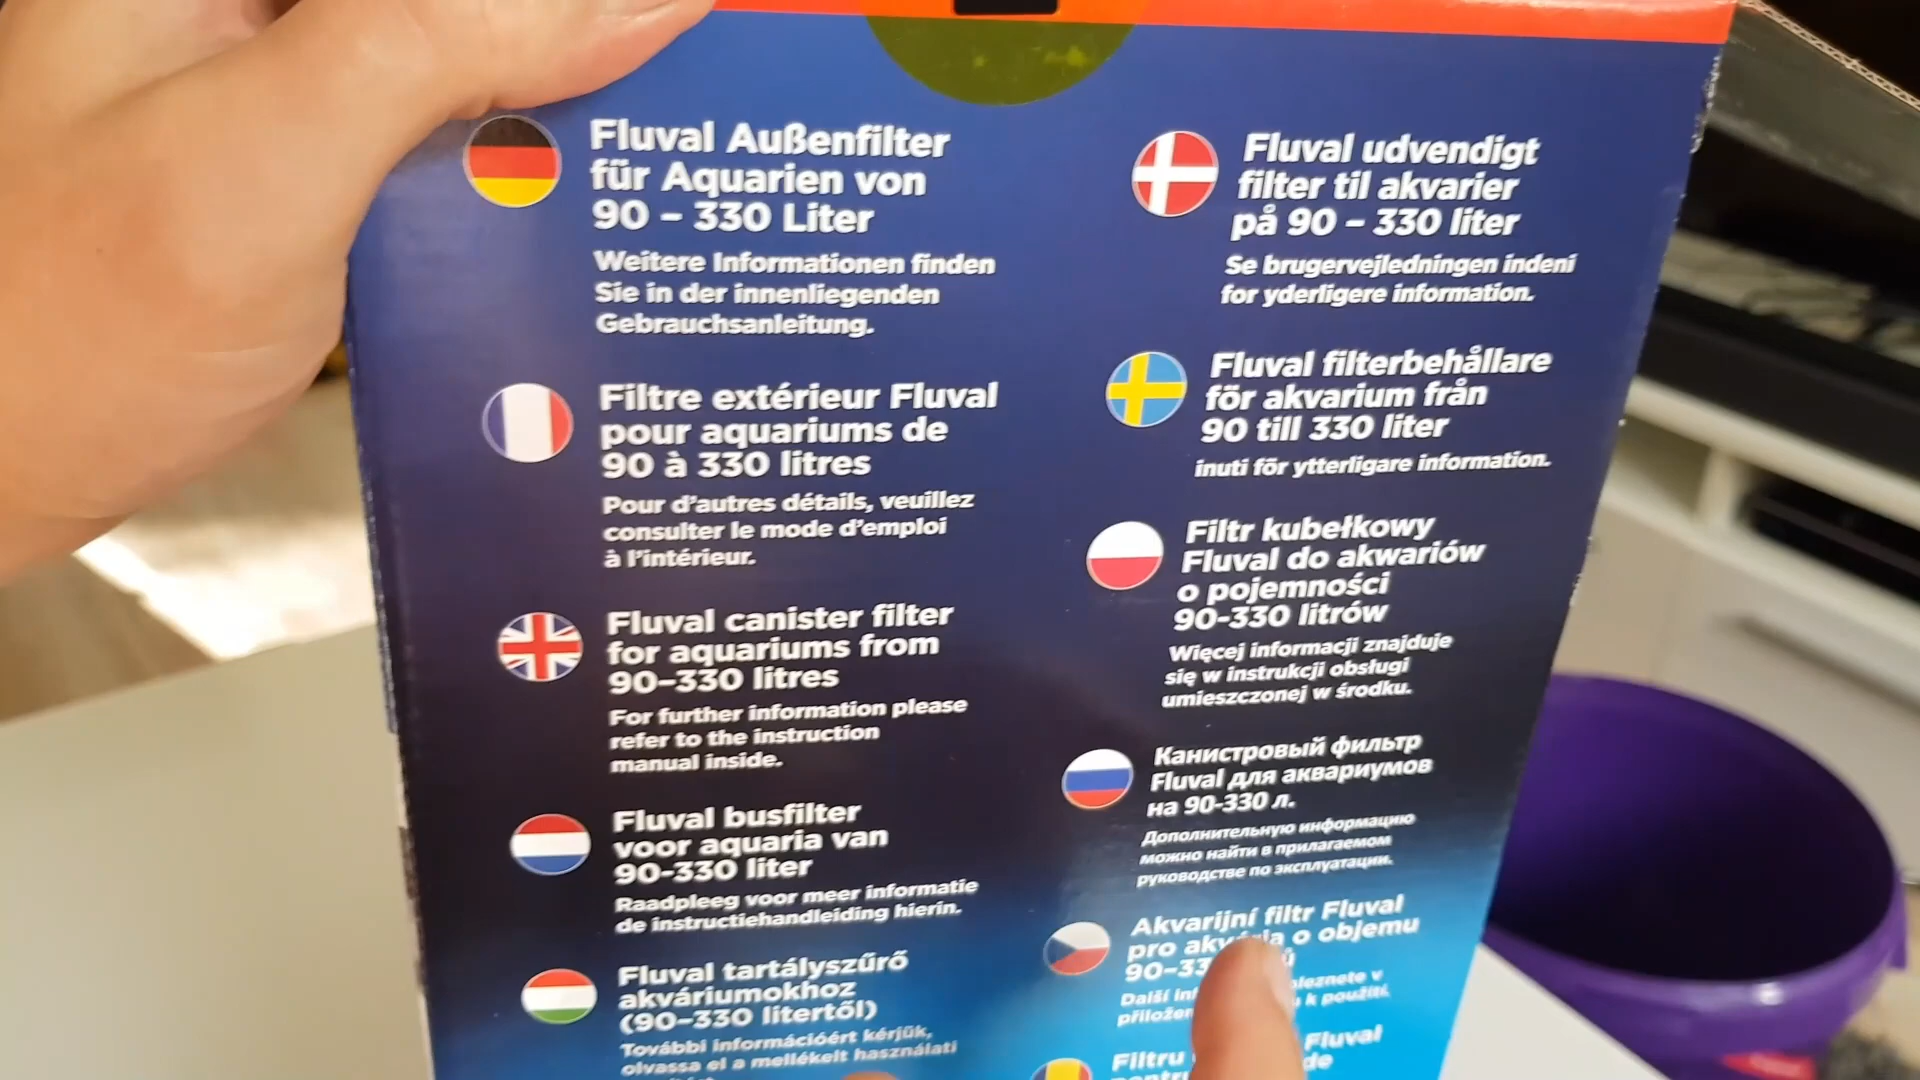 Fluval Außenfilter
für Aquarien von
90 – 330 Liter
Weitere Informationen finden
Sie in der innenliegenden
Gebrauchsanleitung.
Filtre extérieur Fluval
pour aquariums de
90 à 330 litres
Pour d'autres détails, veuillez
consulter le mode d'emploi
à l'intérieur.
Fluval canister filter
for aquariums from
90–330 litres
For further information please
refer to the instruction
manual inside.
Fluval busfilter
voor aquaria van
90-330 liter
Raadpleeg voor meer informatie
de instructiehandleiding hierin.
Fluval tartályszűrő
akváriumokhoz
(90–330 litertől)
További információért kérjük,
olvassa el a mellékelt használati
Fluval udvendigt
filter til akvarier
på 90 – 330 liter
Se brugervejledningen indeni
for yderligere information.
Fluval filterbehållare
för akvarium från
90 till 330 liter
inuti för ytterligare information.
Filtr kubełkowy
Fluval do akwariów
o pojemności
90-330 litrów
Więcej informacji znajduje
się w instrukcji obsługi
umieszczonej w środku.
Канистровый фильтр
Fluval для аквариумов
на 90-330 л.
Дополнительную информацию
можно найти в прилагаемом
руководстве по эксплуатации.
Akvarijní filtr Fluval
pro o objemu
Další v
k použití.
Filtru Fluval